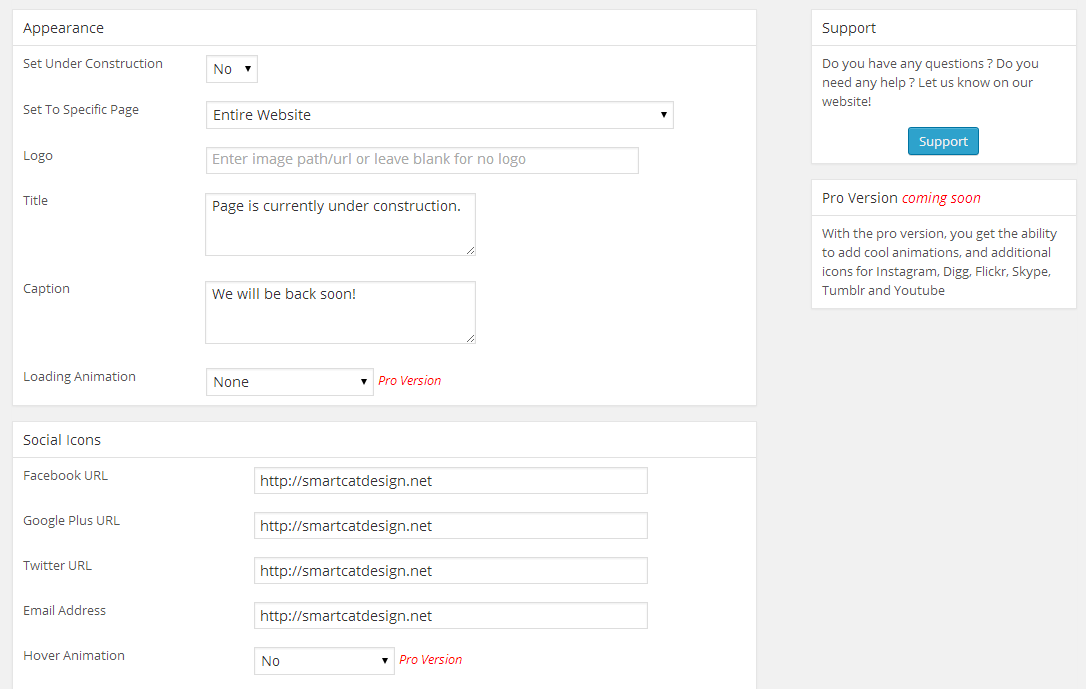 Appearance
Set Under Construction No
Set To Specific Page Entire Website
Logo Enter image path/url or leave blank for no logo
Title Page is currently under construction.
Caption We will be back soon!
Loading Animation None Pro Version
Social Icons
Facebook URL http://smartcatdesign.net
Google Plus URL http://smartcatdesign.net
Twitter URL http://smartcatdesign.net
Email Address http://smartcatdesign.net
Hover Animation No Pro Version
Support
Do you have any questions ? Do you
need any help ? Let us know on our
website!
Support
Pro Version coming soon
With the pro version, you get the ability
to add cool animations, and additional
icons for Instagram, Digg, Flickr, Skype,
Tumblr and Youtube